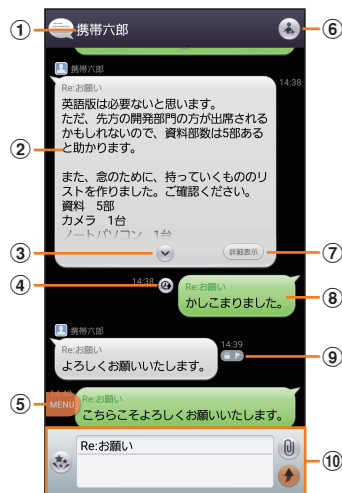 ① 携帯六郎 ⑥
携帯六郎
Re:お願い 14:38
英語版は必要ないと思います。
ただ、先方の開発部門の方が出席される
かもしれないので、資料部数は5部ある
② と助かります。
また、念のために、持っていくもののリ
ストを作りました。ご確認ください。
資料 5部
カメラ 1台
ノートパソコン 1台
③ 詳細表示 ⑦
④ 14:38 Re:お願い ⑧
かしこまりました。
携帯六郎
Re:お願い 14:39 ⑨
よろしくお願いいたします。
⑤ MENU Re:お願い
こちらこそよろしくお願いいたします。
Re:お願い
⑩